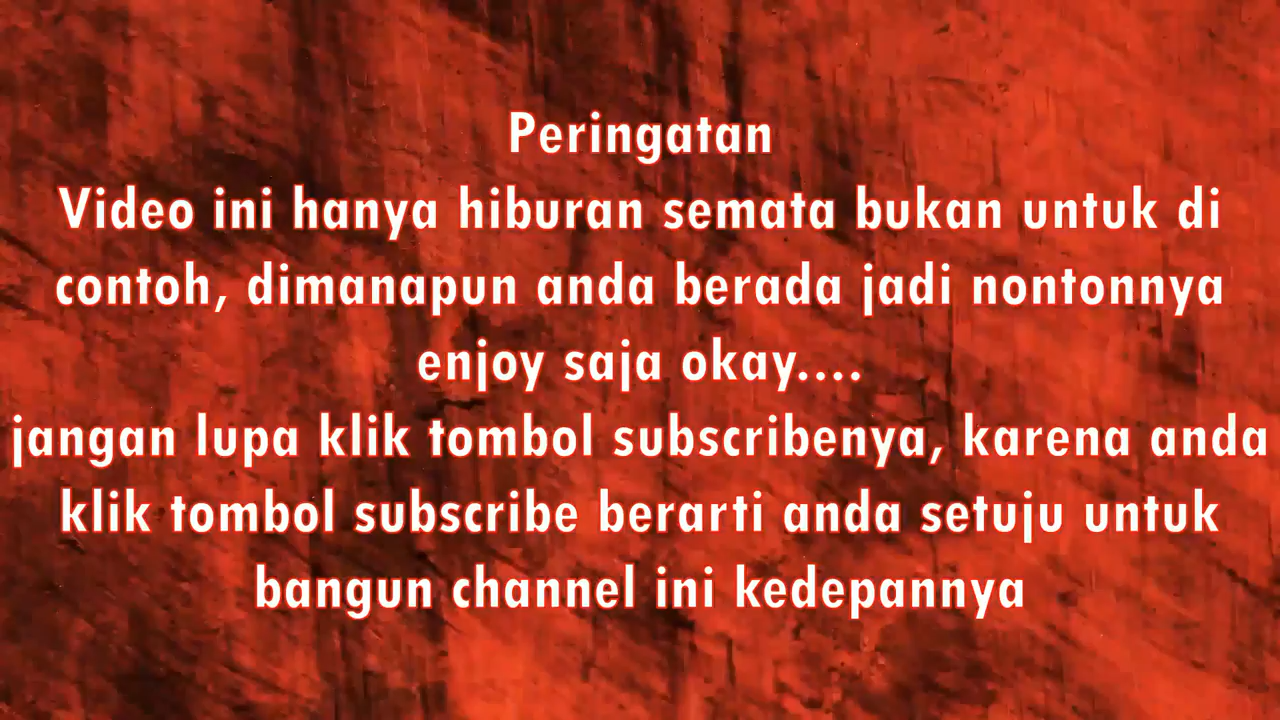 Peringatan
Video ini hanya hiburan semata bukan untuk di
contoh, dimanapun anda berada jadi nontonnya
enjoy saja okay....
jangan lupa klik tombol subscribenya, karena anda
klik tombol subscribe berarti anda setuju untuk
bangun channel ini kedepannya